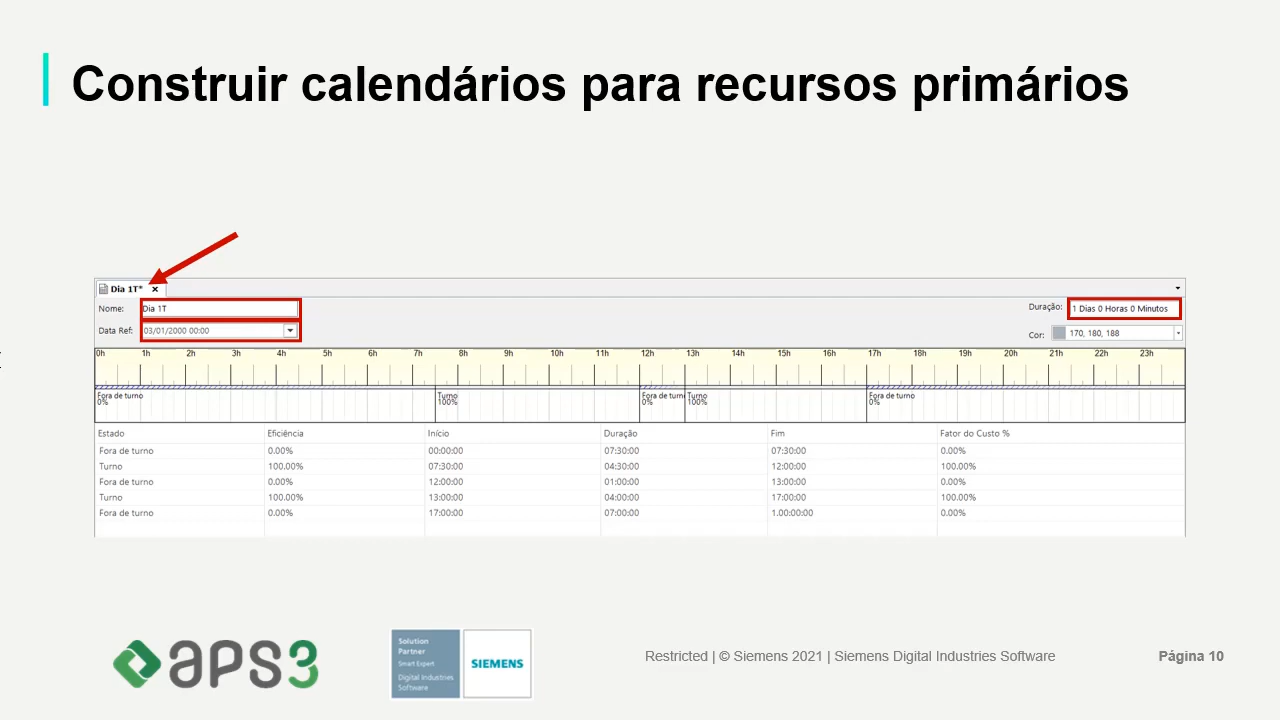 Construir calendários para recursos primários
Dia 1T*
Nome: Dia 1T
Duração: 1 Dias 0 Horas 0 Minutos
Data Ref: 03/01/2000 00:00
Cor: 170, 180, 188
0h 1h 2h 3h 4h 5h 6h 7h 8h 9h 10h 11h 12h 13h 14h 15h 16h 17h 18h 19h 20h 21h 22h 23h
Fora de turno Turno Fora de turn Turno Fora de turno
0% 100% 0% 100% 0%
Estado Eficiência Início Duração Fim Fator do Custo %
Fora de turno 0.00% 00:00:00 07:30:00 07:30:00 0.00%
Turno 100.00% 07:30:00 04:30:00 12:00:00 100.00%
Fora de turno 0.00% 12:00:00 01:00:00 13:00:00 0.00%
Turno 100.00% 13:00:00 04:00:00 17:00:00 100.00%
Fora de turno 0.00% 17:00:00 07:00:00 1.00:00:00 0.00%
aPS3
Solution
Partner
Smart Expert
Digital Industries
Software
SIEMENS
Restricted | © Siemens 2021 | Siemens Digital Industries Software
Página 10